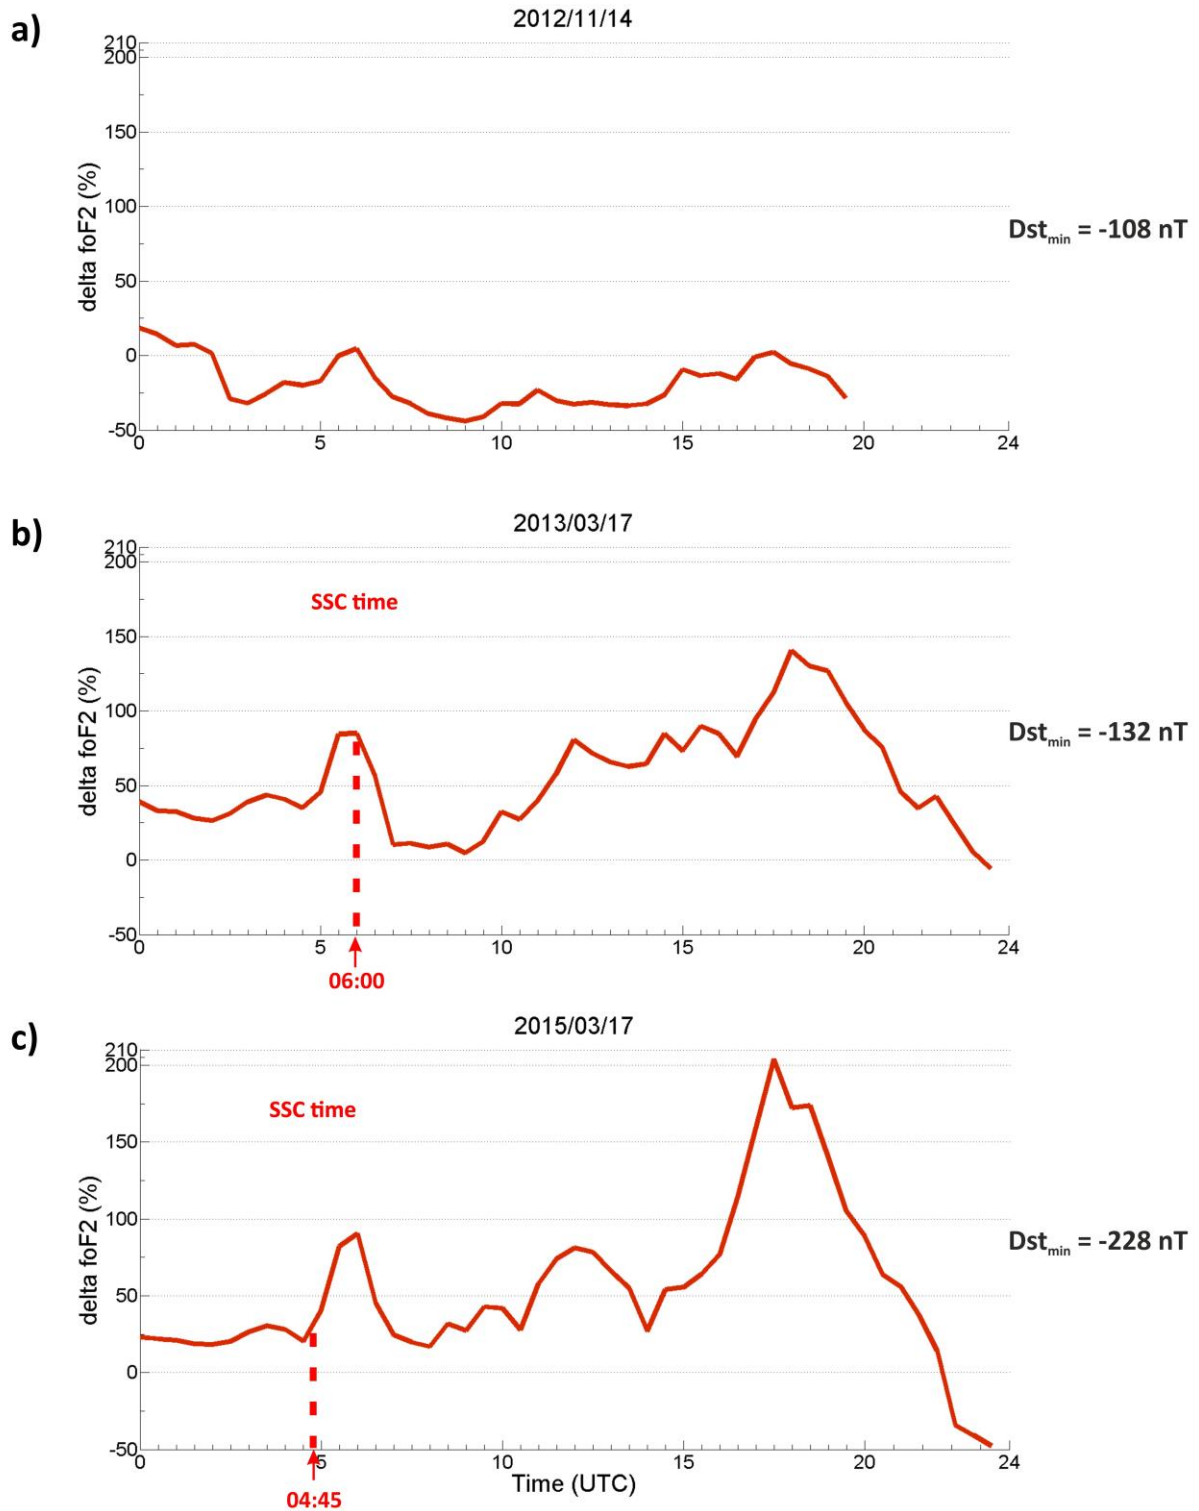 a)
2012/11/14
210
200
150
100
50
0
-50
delta foF2 (%)
0 5 10 15 20 24
Dstmin = -108 nT
b)
2013/03/17
210
200
150
100
50
0
-50
delta foF2 (%)
SSC time
0 5 10 15 20 24
06:00
Dstmin = -132 nT
c)
2015/03/17
210
200
150
100
50
0
-50
delta foF2 (%)
SSC time
0 5 10 15 20 24
Time (UTC)
04:45
Dstmin = -228 nT